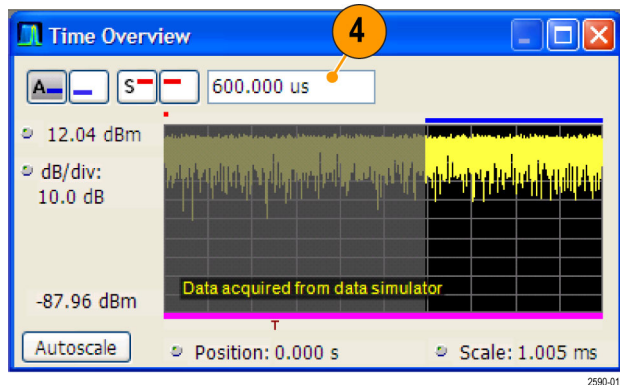 Time Overview
4
A
S
600.000 us
12.04 dBm
dB/div:
10.0 dB
-87.96 dBm
Data acquired from data simulator
T
Autoscale
Position: 0.000 s
Scale: 1.005 ms
2590-01